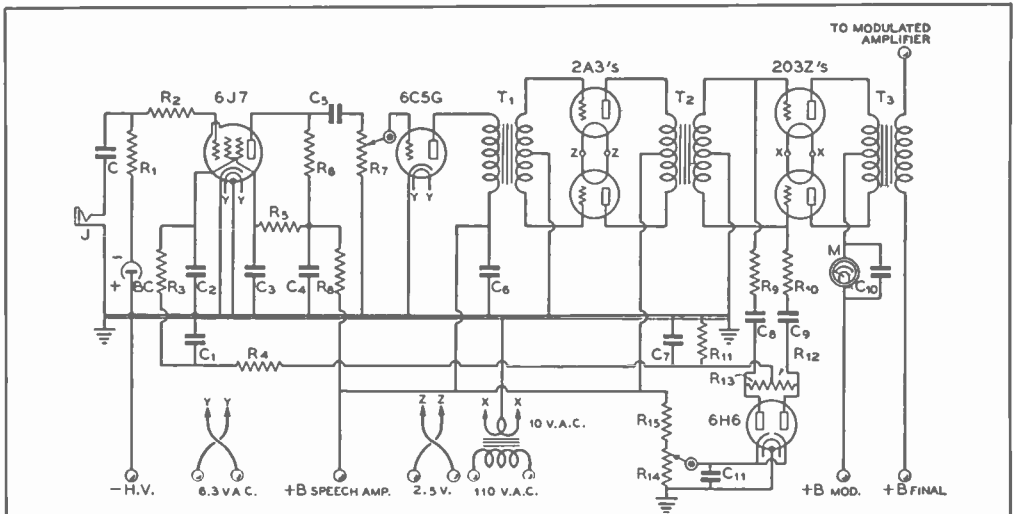 TO MODULATED
AMPLIFIER
2A3's
203Z's
6J7
6C5G
R2
C5
T1
T2
T3
C
R1
R6
R7
Z Z
X X
Y Y
Y Y
J
R5
M
- 
+ BC
R3
C2
C3
C4
R8
C6
R9
R10
C10
C1
R4
C7
R11
C8
C9
R12
R13
Y Y
Z Z
X X
10 V.A.C.
R15
6H6
R14
C11
-H.V.
6.3 V A C.
+B SPEECH AMP.
2.5 V.
110 V.A.C.
+B MOD.
+B FINAL